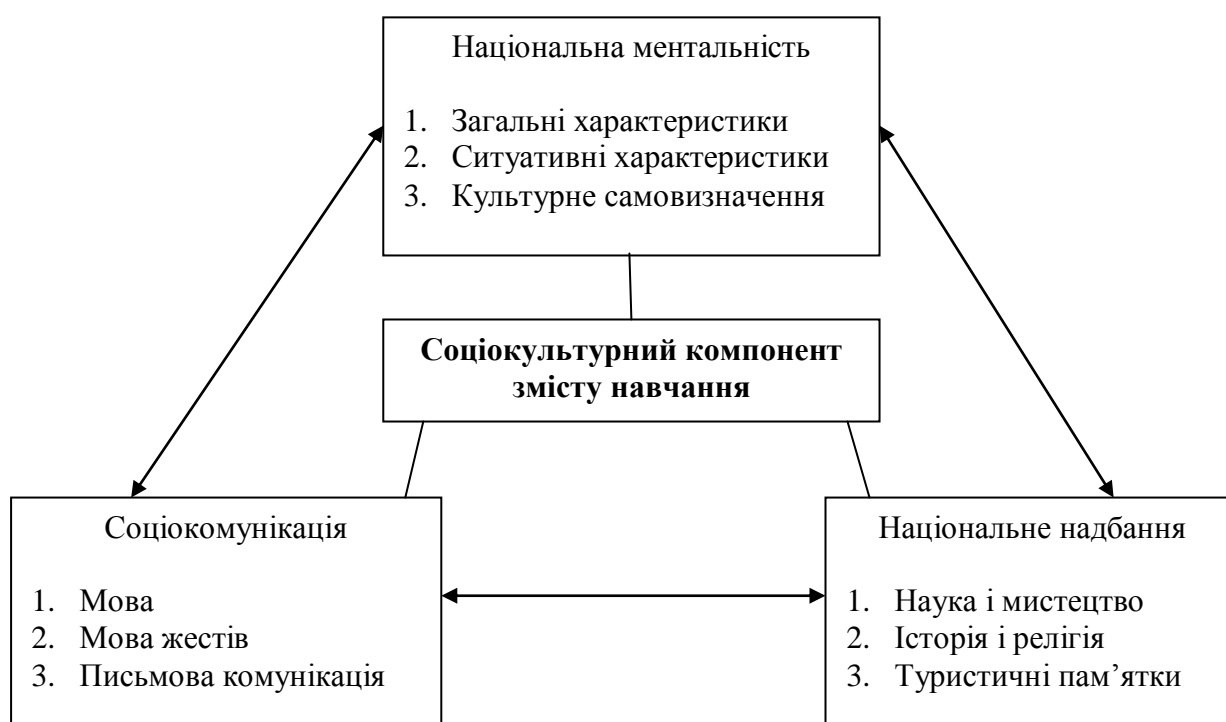 Національна ментальність
1. Загальні характеристики
2. Ситуативні характеристики
3. Культурне самовизначення
Соціокультурний компонент
змісту навчання
Соціокомунікація
1. Мова
2. Мова жестів
3. Письмова комунікація
Національне надбання
1. Наука і мистецтво
2. Історія і релігія
3. Туристичні пам’ятки